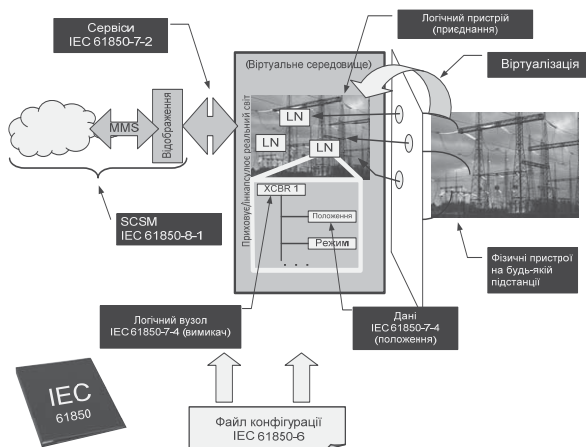 Сервіси
IEC 61850-7-2
Логічний пристрій
(приєднання)
(Віртуальне середовище)
Віртуалізація
MMS
Відображення
Приховує/інкапсулює реальний світ
LN
LN
LN
XCBR 1
Положення
Режим
. . .
SCSM
IEC 61850-8-1
Фізичні пристрої
на будь-якій
підстанції
Логічний вузол
IEC 61850-7-4 (вимикач)
Дані
IEC 61850-7-4
(положення)
IEC
61850
Файл конфігурації
IEC 61850-6